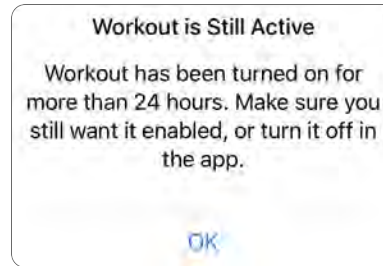 Workout is Still Active
Workout has been turned on for
more than 24 hours. Make sure you
still want it enabled, or turn it off in
the app.
OK